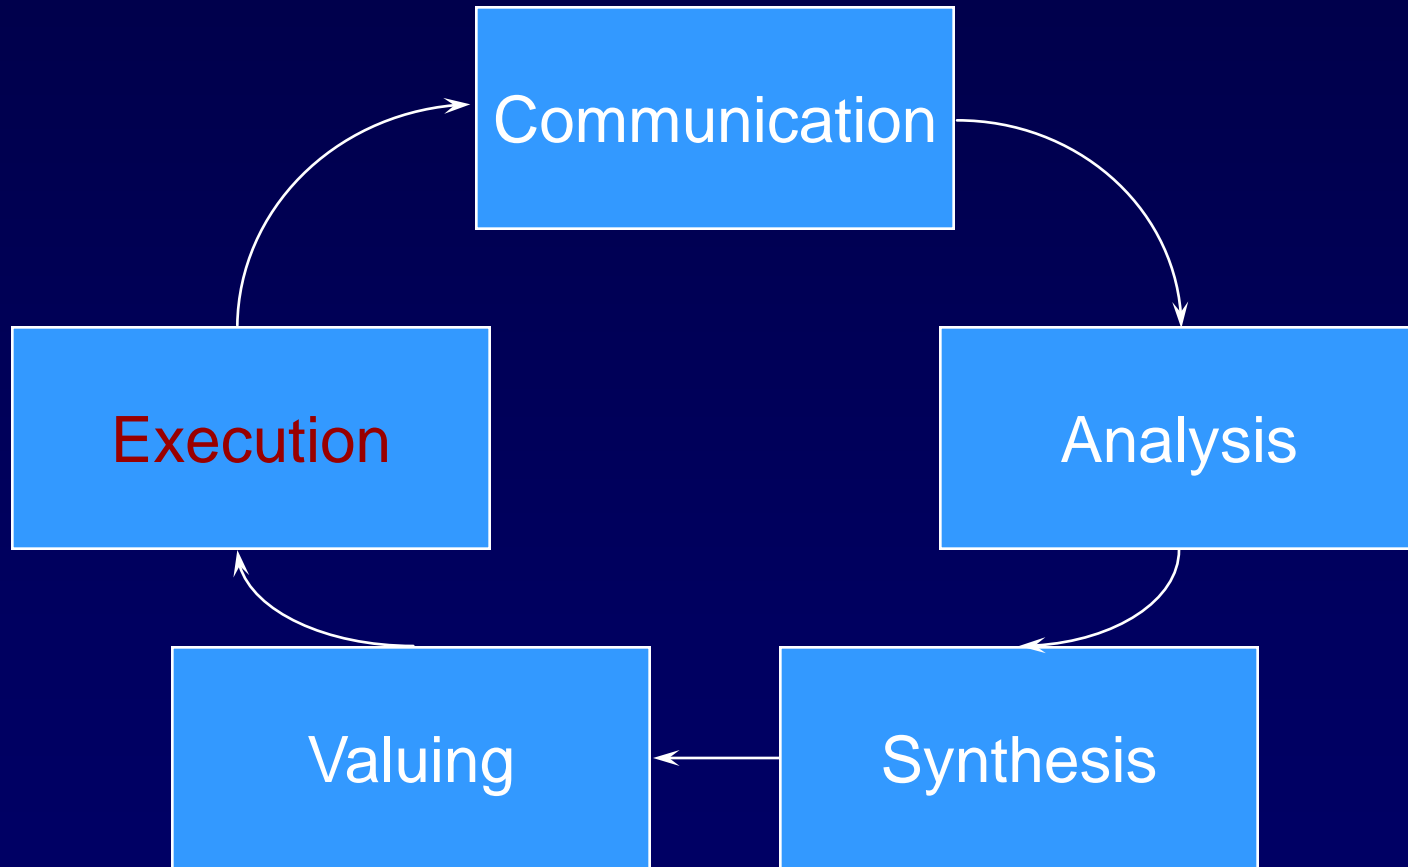 Communication
Execution
Analysis
Valuing
Synthesis